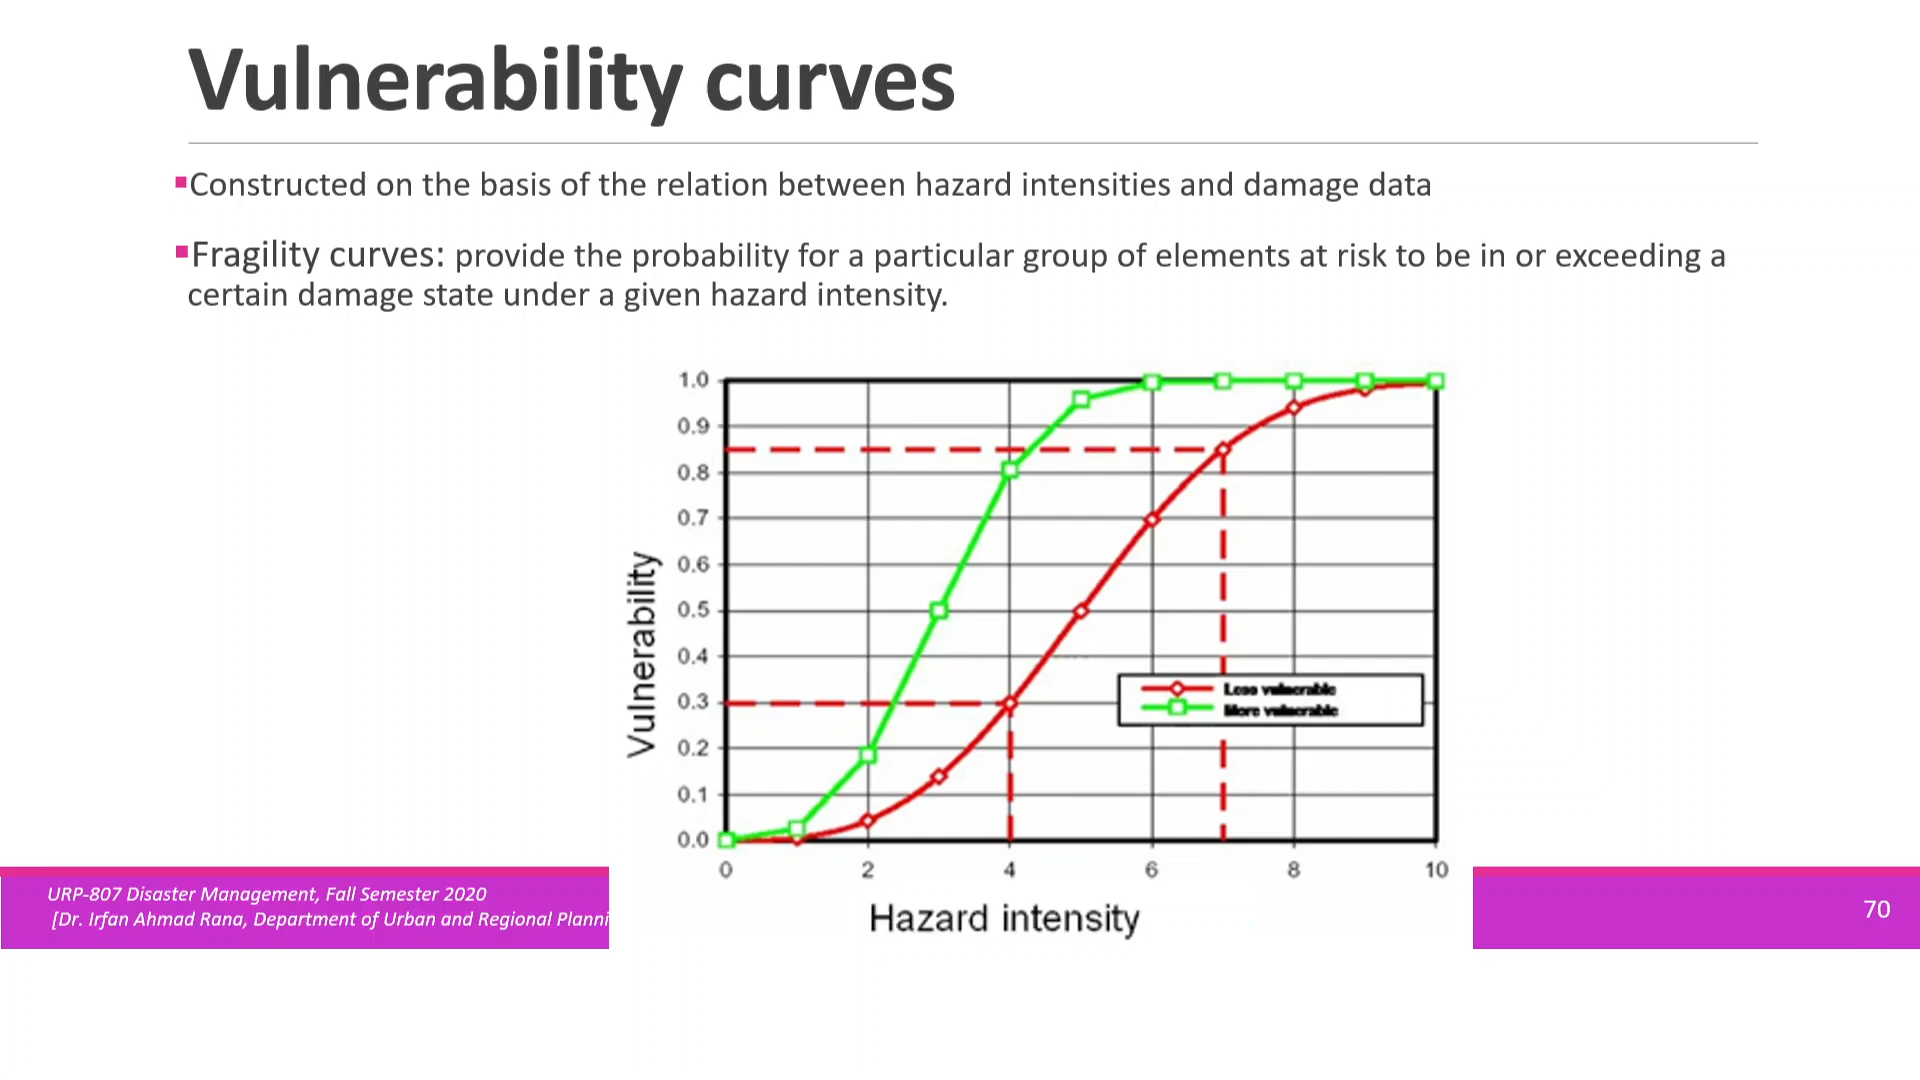 Vulnerability curves
▪Constructed on the basis of the relation between hazard intensities and damage data
▪Fragility curves: provide the probability for a particular group of elements at risk to be in or exceeding a
certain damage state under a given hazard intensity.
1.0
0.9
0.8
0.7
0.6
0.5
0.4
0.3
0.2
0.1
0.0
Vulnerability
Less vulnerable
More vulnerable
0 2 4 6 8 10
Hazard intensity
URP-807 Disaster Management, Fall Semester 2020
[Dr. Irfan Ahmad Rana, Department of Urban and Regional Planni
70